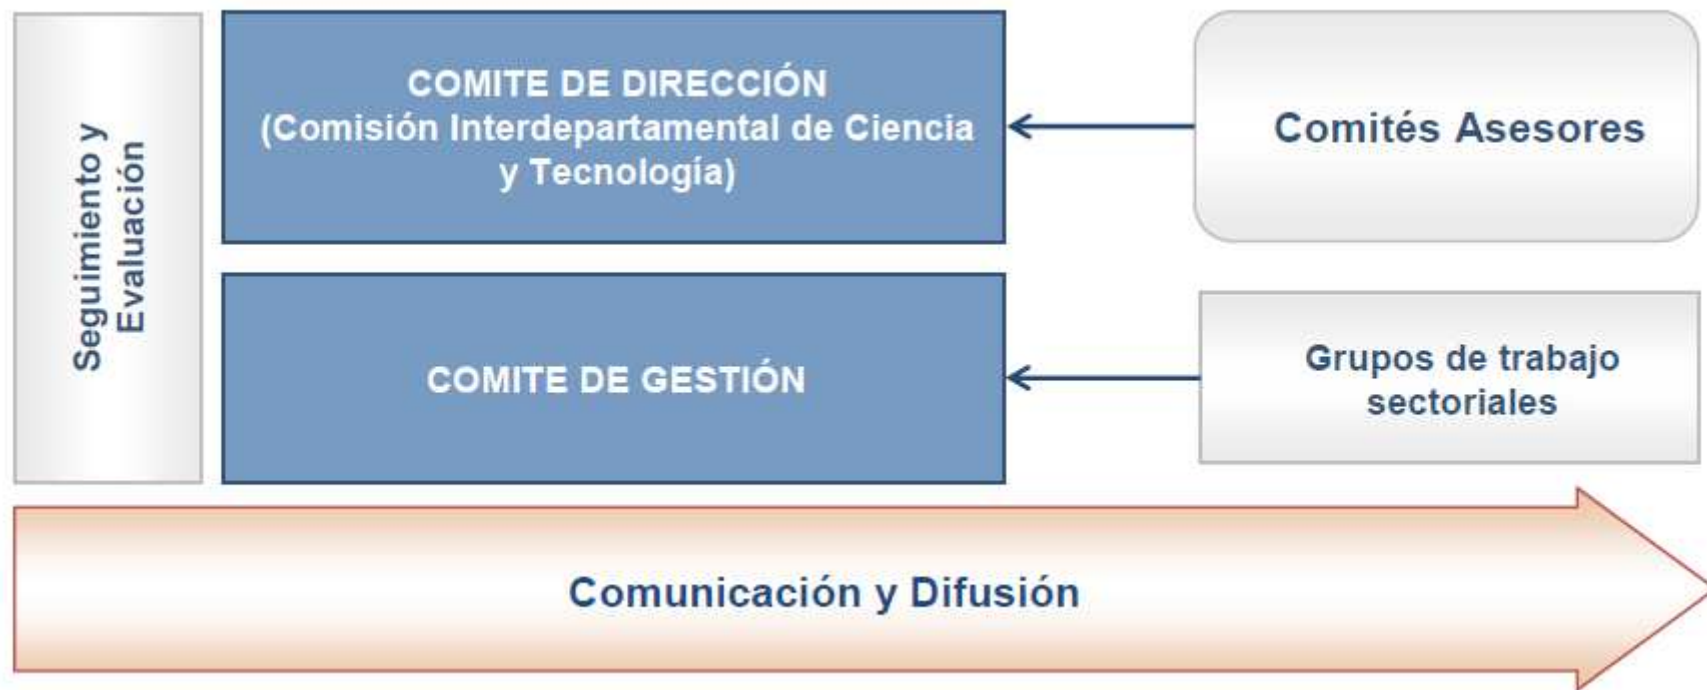 Seguimiento y
Evaluación
COMITE DE DIRECCIÓN
(Comisión Interdepartamental de Ciencia
y Tecnología)
Comités Asesores
COMITE DE GESTIÓN
Grupos de trabajo
sectoriales
Comunicación y Difusión